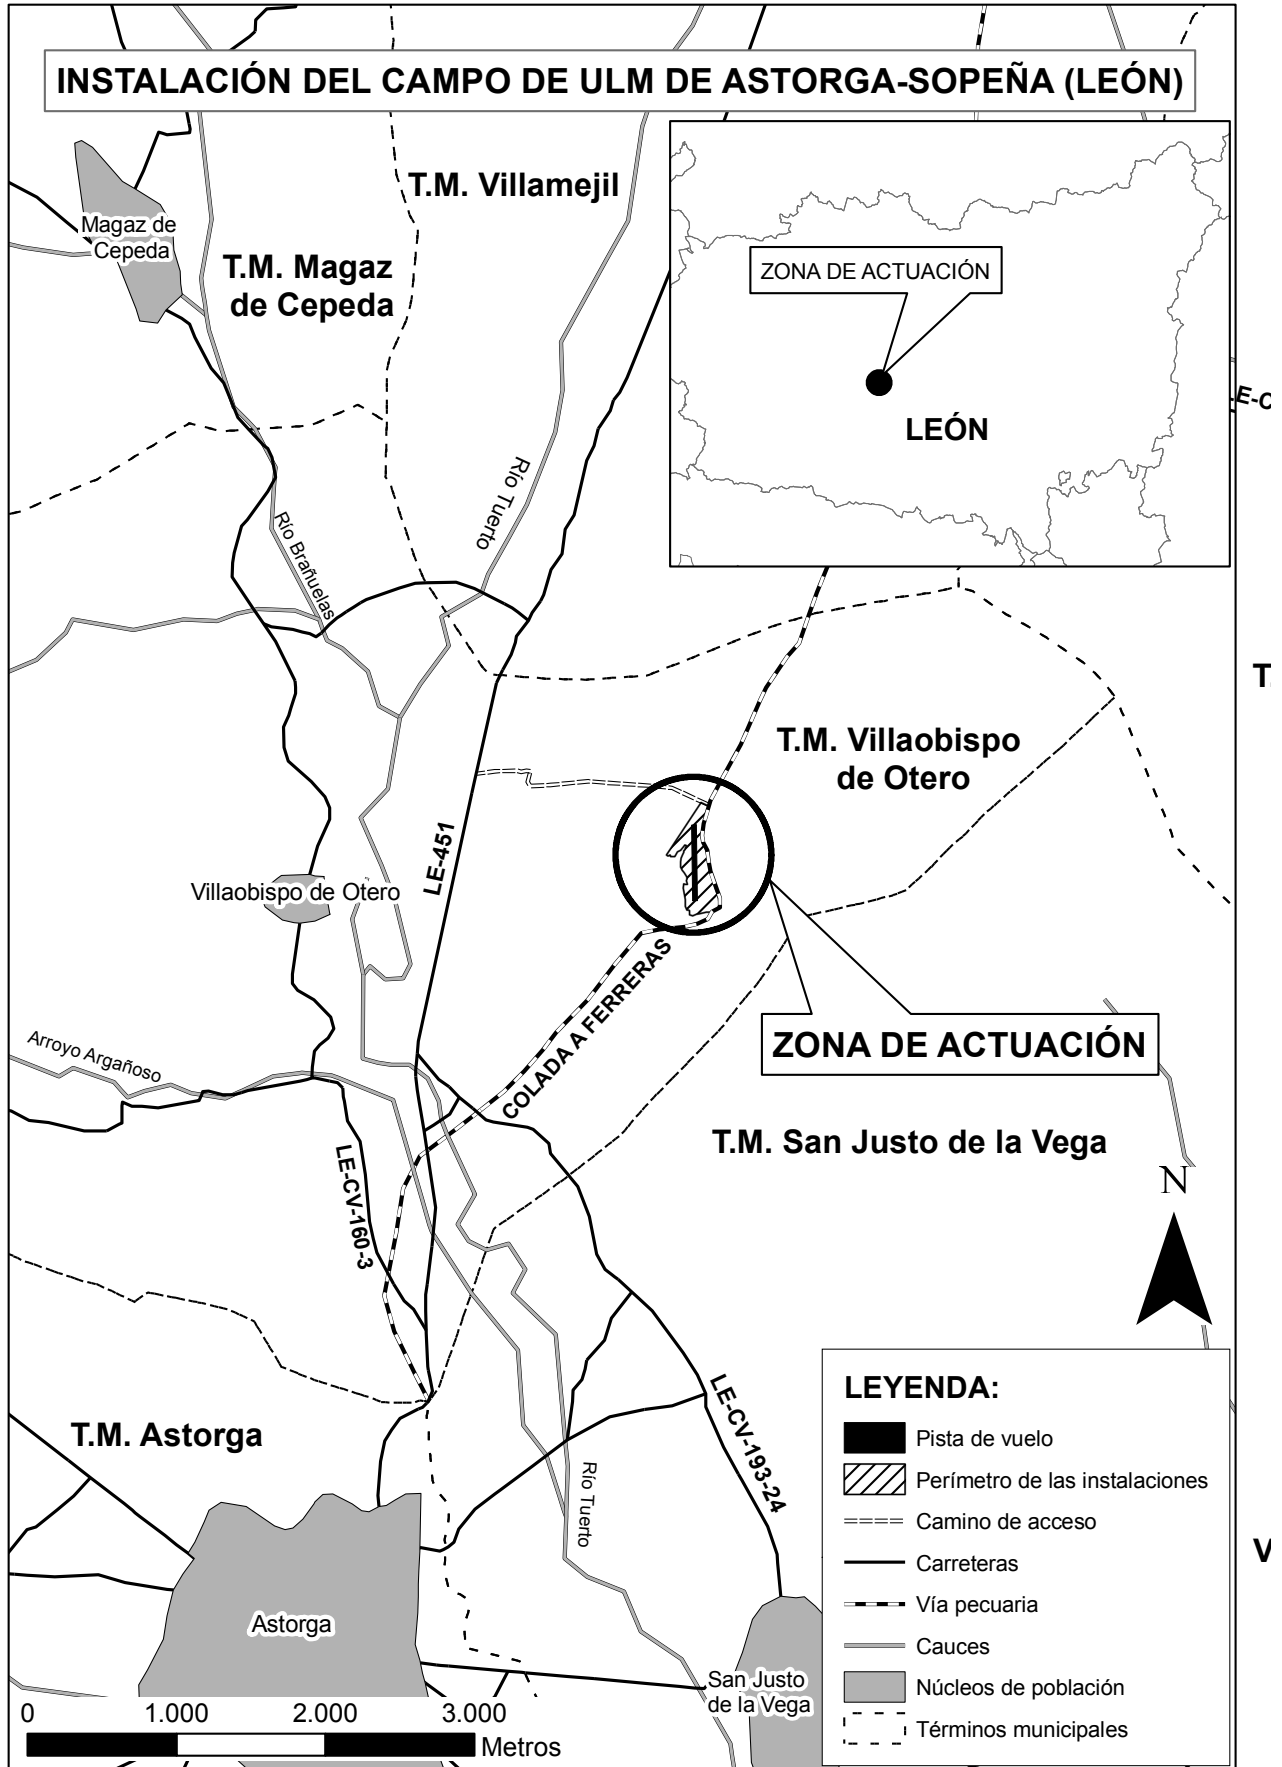 INSTALACIÓN DEL CAMPO DE ULM DE ASTORGA-SOPEÑA (LEÓN)
T.M. Villamejil
Magaz de
Cepeda
T.M. Magaz
de Cepeda
ZONA DE ACTUACIÓN
LEÓN
LE-C
Río Tuerto
Río Brañuelas
T.
T.M. Villaobispo
de Otero
LE-451
Villaobispo de Otero
COLADA A FERRERAS
ZONA DE ACTUACIÓN
Arroyo Argañoso
T.M. San Justo de la Vega
LE-CV-160-3
N
LE-CV-193-24
T.M. Astorga
Río Tuerto
Astorga
San Justo
de la Vega
V
LEYENDA:
Pista de vuelo
Perímetro de las instalaciones
Camino de acceso
Carreteras
Vía pecuaria
Cauces
Núcleos de población
Términos municipales
0 1.000 2.000 3.000
Metros